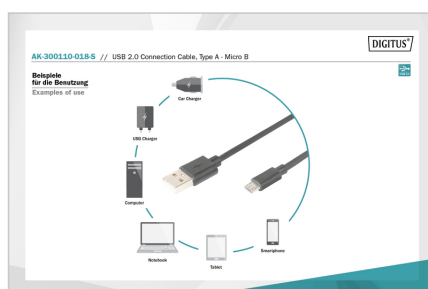 DIGITUS®
AK-300110-018-S // USB 2.0 Connection Cable, Type A - Micro B
Beispiele
für die Benutzung
Examples of use
Car Charger
USB Charger
Computer
Notebook
Tablet
Smartphone